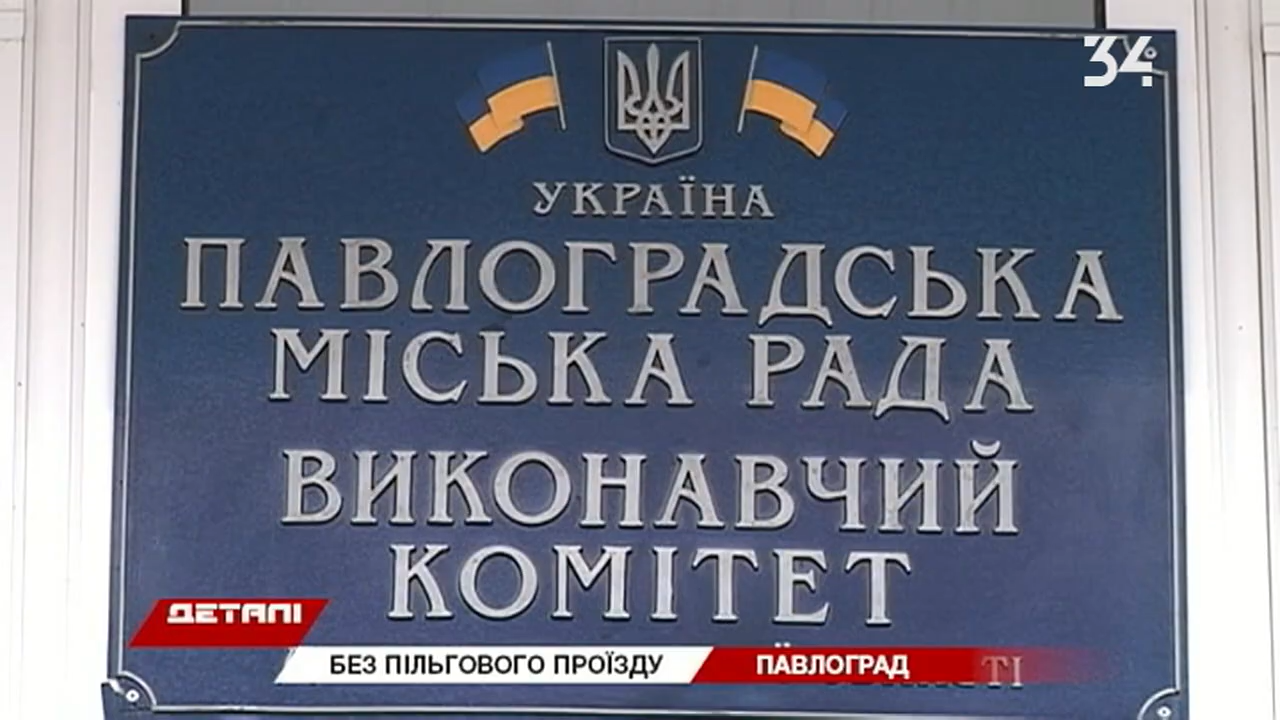 34
УКРАЇНА
ПАВЛОГРАДСЬКА
МІСЬКА РАДА
ВИКОНАВЧИЙ
КОМІТЕТ
ДЕТАЛІ
БЕЗ ПІЛЬГОВОГО ПРОЇЗДУ
ПАВЛОГРАД